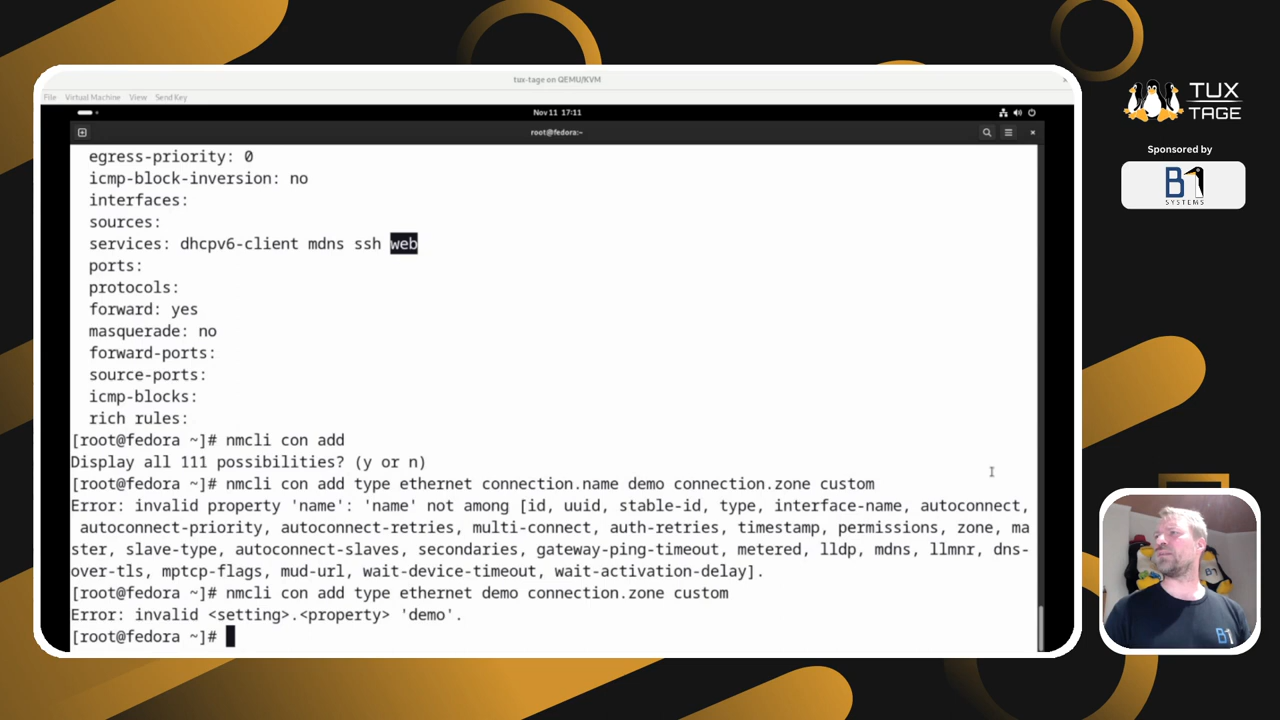 tux-tage on QEMU/KVM
File Virtual Machine View Send Key
Nov 11 17:11
root@fedora:~
egress-priority: 0
icmp-block-inversion: no
interfaces:
sources:
services: dhcpv6-client mdns ssh web
ports:
protocols:
forward: yes
masquerade: no
forward-ports:
source-ports:
icmp-blocks:
rich rules:
[root@fedora ~]# nmcli con add
Display all 111 possibilities? (y or n)
[root@fedora ~]# nmcli con add type ethernet connection.name demo connection.zone custom
Error: invalid property 'name': 'name' not among [id, uuid, stable-id, type, interface-name, autoconnect,
autoconnect-priority, autoconnect-retries, multi-connect, auth-retries, timestamp, permissions, zone, ma
ster, slave-type, autoconnect-slaves, secondaries, gateway-ping-timeout, metered, lldp, mdns, llmnr, dns-
over-tls, mptcp-flags, mud-url, wait-device-timeout, wait-activation-delay].
[root@fedora ~]# nmcli con add type ethernet demo connection.zone custom
Error: invalid <setting>.<property> 'demo'.
[root@fedora ~]#
TUX
TAGE
Sponsored by
B1
SYSTEMS
B1